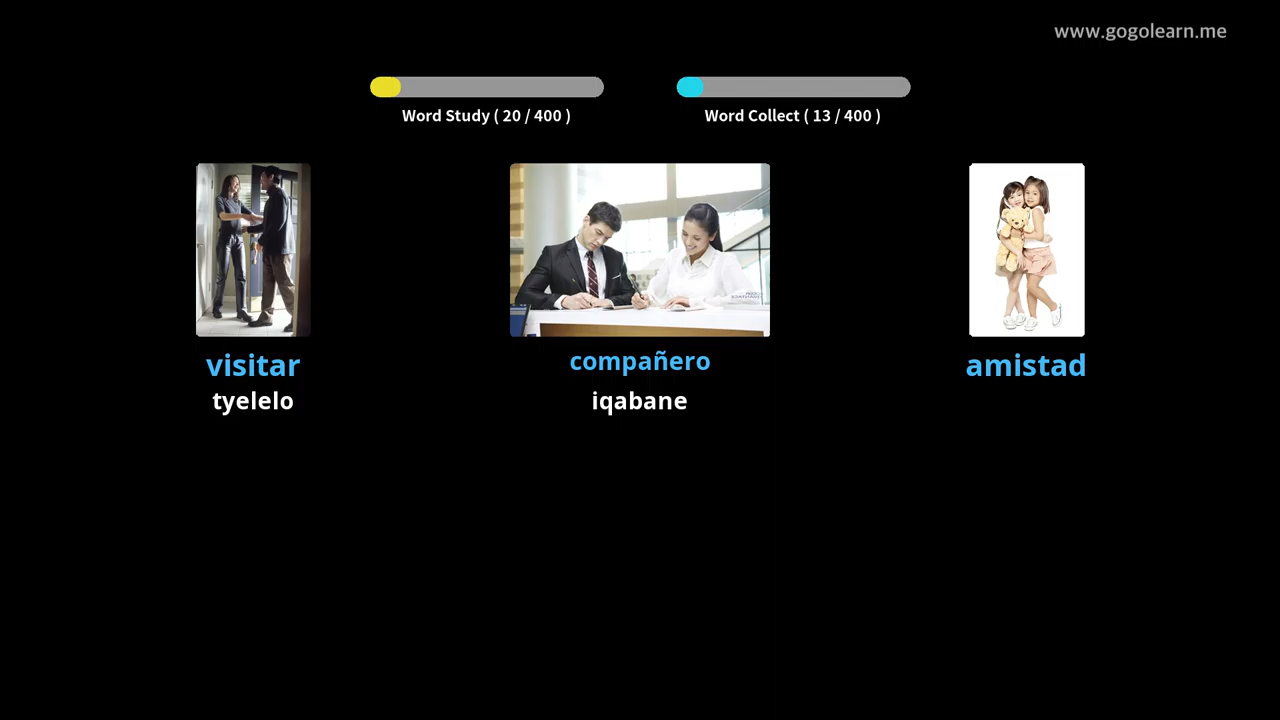 www.gogolearn.me
Word Study ( 20 / 400 )
Word Collect ( 13 / 400 )
visitar
tyelelo
compañero
iqabane
amistad